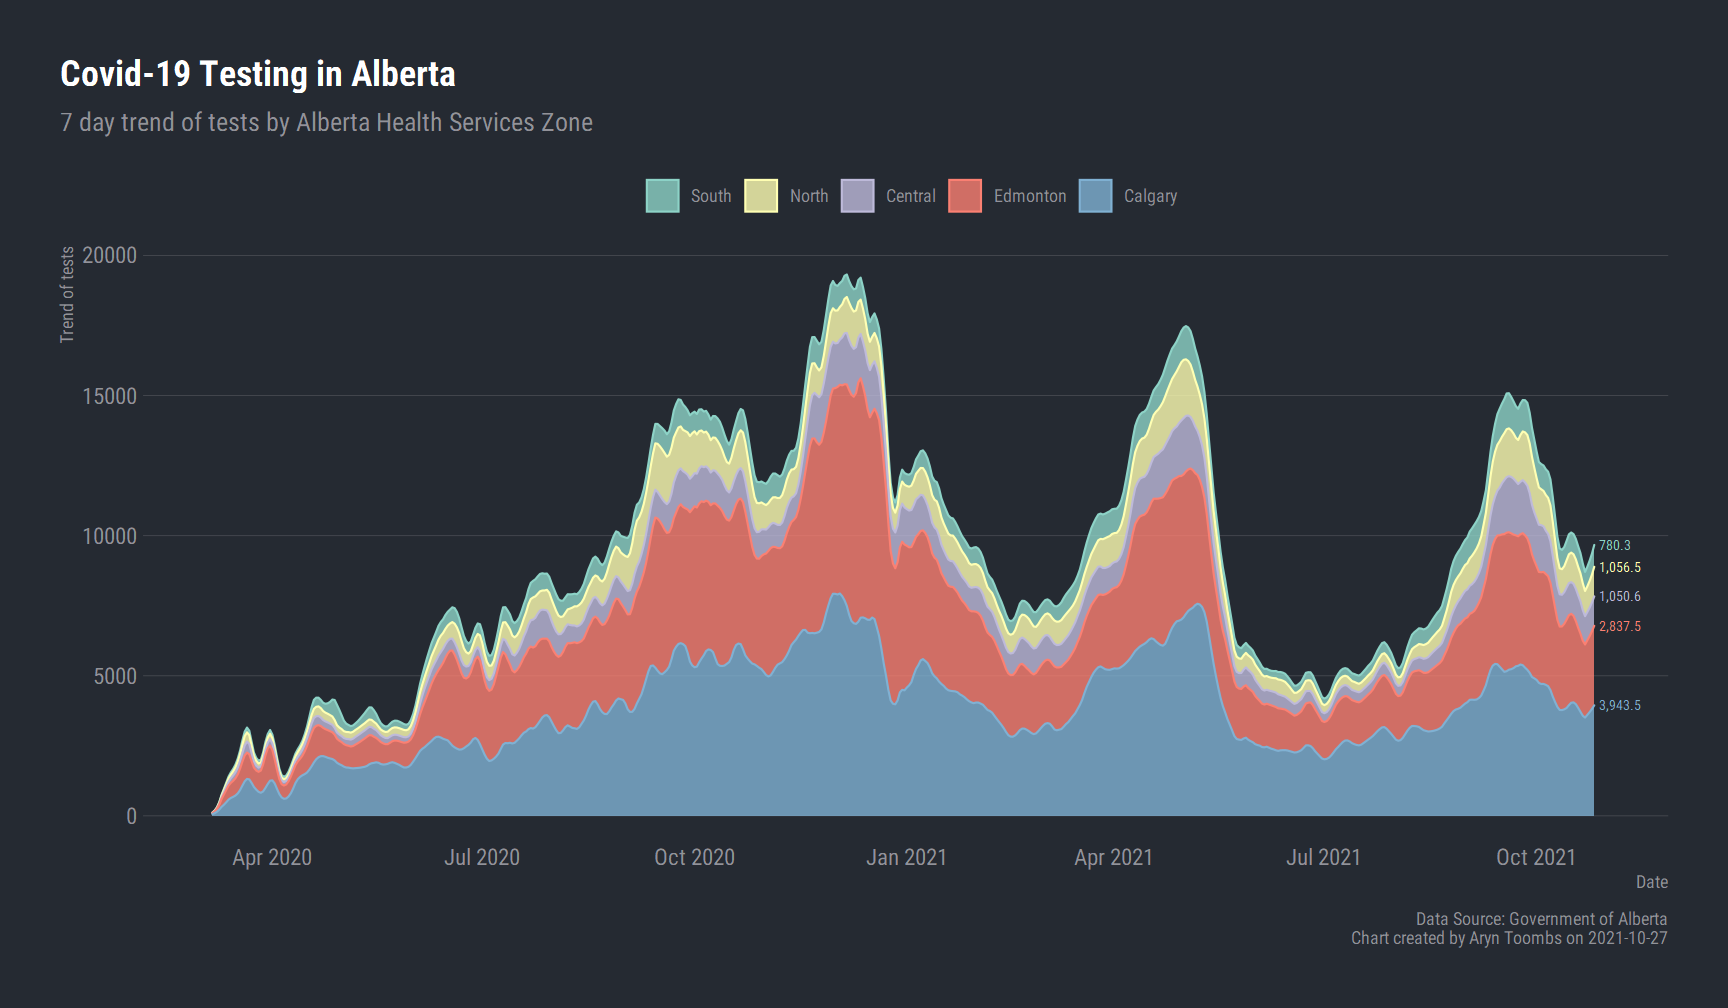 Covid-19 Testing in Alberta
7 day trend of tests by Alberta Health Services Zone
South North Central Edmonton Calgary
Trend of tests
20000
15000
10000
5000
0
780.3
1,056.5
1,050.6
2,837.5
3,943.5
Apr 2020 Jul 2020 Oct 2020 Jan 2021 Apr 2021 Jul 2021 Oct 2021
Date
Data Source: Government of Alberta
Chart created by Aryn Toombs on 2021-10-27